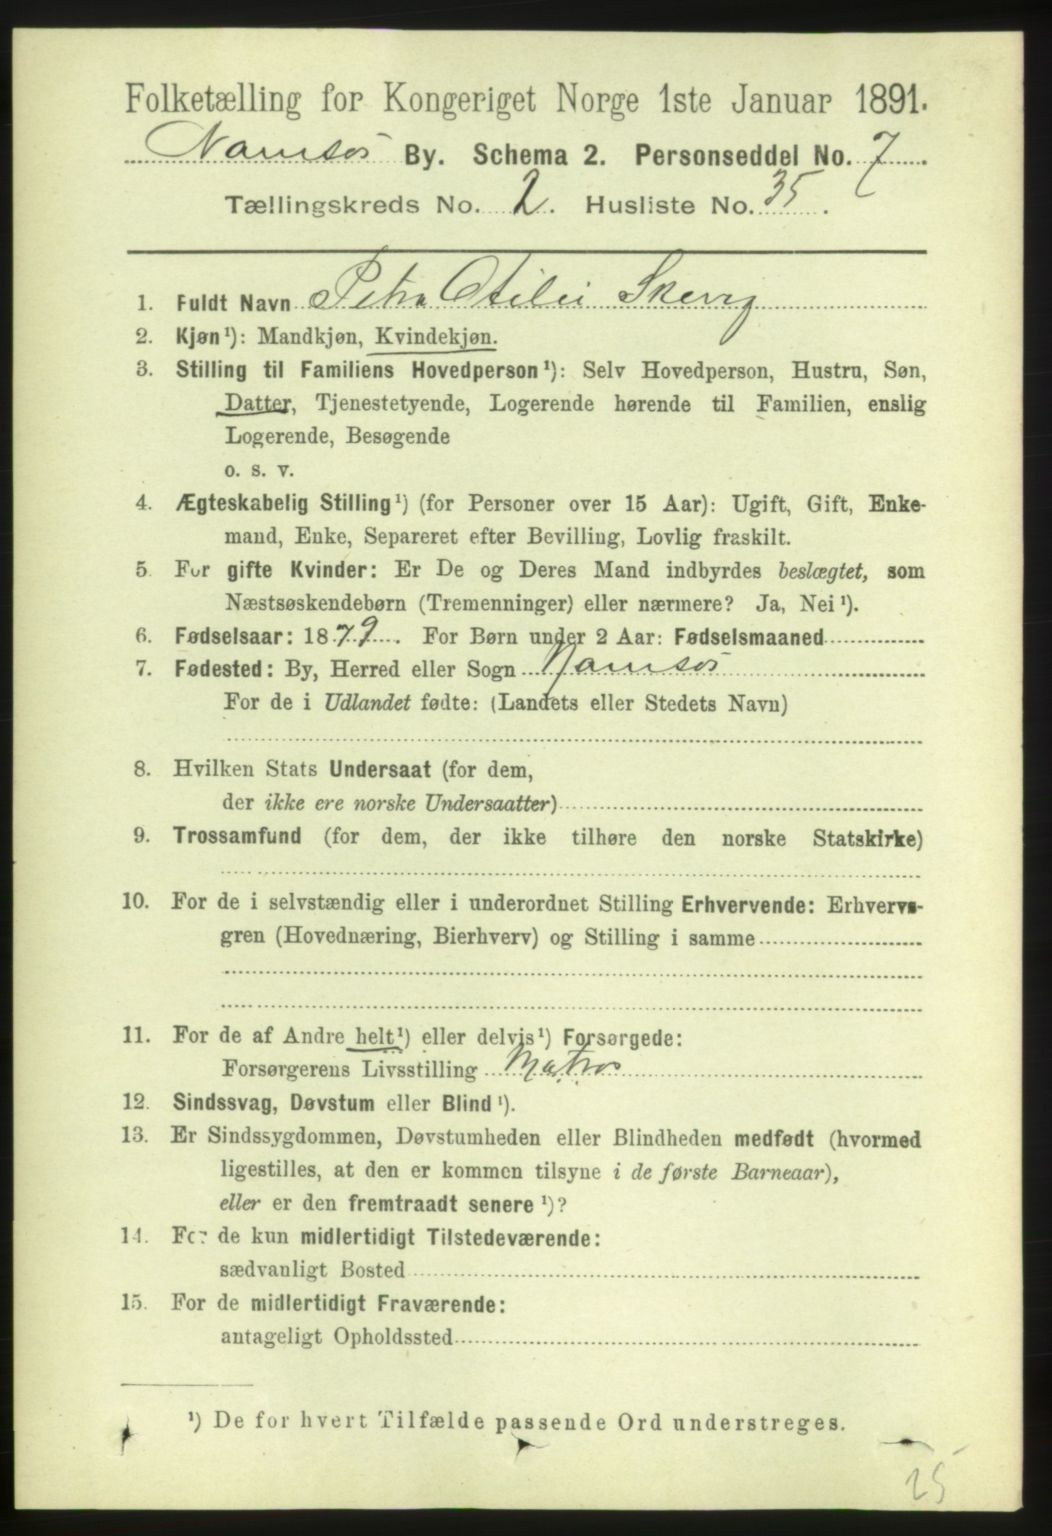 Folketælling for Kongeriget Norge 1ste Januar 1891.
Namsos By. Schema 2. Personseddel No. 7.
Tællingskreds No. 2. Husliste No. 35.
1. Fuldt Navn Petra Otilie
2. Kjøn¹): Mandkjøn, Kvindekjøn.
3. Stilling til Familiens Hovedperson¹): Selv Hovedperson, Hustru, Søn,
Datter, Tjenestetyende, Logerende hørende til Familien, enslig
Logerende, Besøgende
o. s. v.
4. Ægteskabelig Stilling¹) (for Personer over 15 Aar): Ugift, Gift, Enke-
mand, Enke, Separeret efter Bevilling, Lovlig fraskilt.
5. For gifte Kvinder: Er De og Deres Mand indbyrdes beslægtet, som
Næstsøskendebørn (Tremenninger) eller nærmere? Ja, Nei¹).
6. Fødselsaar: 1879. For Børn under 2 Aar: Fødselsmaaned
7. Fødested: By, Herred eller Sogn Namsos
For de i Udlandet fødte: (Landets eller Stedets Navn)
8. Hvilken Stats Undersaat (for dem,
der ikke ere norske Undersaatter)
9. Trossamfund (for dem, der ikke tilhøre den norske Statskirke)
10. For de i selvstændig eller i underordnet Stilling Erhvervende: Erhvervs-
gren (Hovednæring, Bierhverv) og Stilling i samme
11. For de af Andre helt¹) eller delvis¹) Forsørgede:
Forsørgerens Livsstilling Matros
12. Sindssvag, Døvstum eller Blind¹).
13. Er Sindssygdommen, Døvstumheden eller Blindheden medfødt (hvormed
ligestilles, at den er kommen tilsyne i de første Barneaar),
eller er den fremtraadt senere¹)?
14. For de kun midlertidigt Tilstedeværende:
sædvanligt Bosted
15. For de midlertidigt Fraværende:
antageligt Opholdssted
¹) De for hvert Tilfælde passende Ord understreges.
25